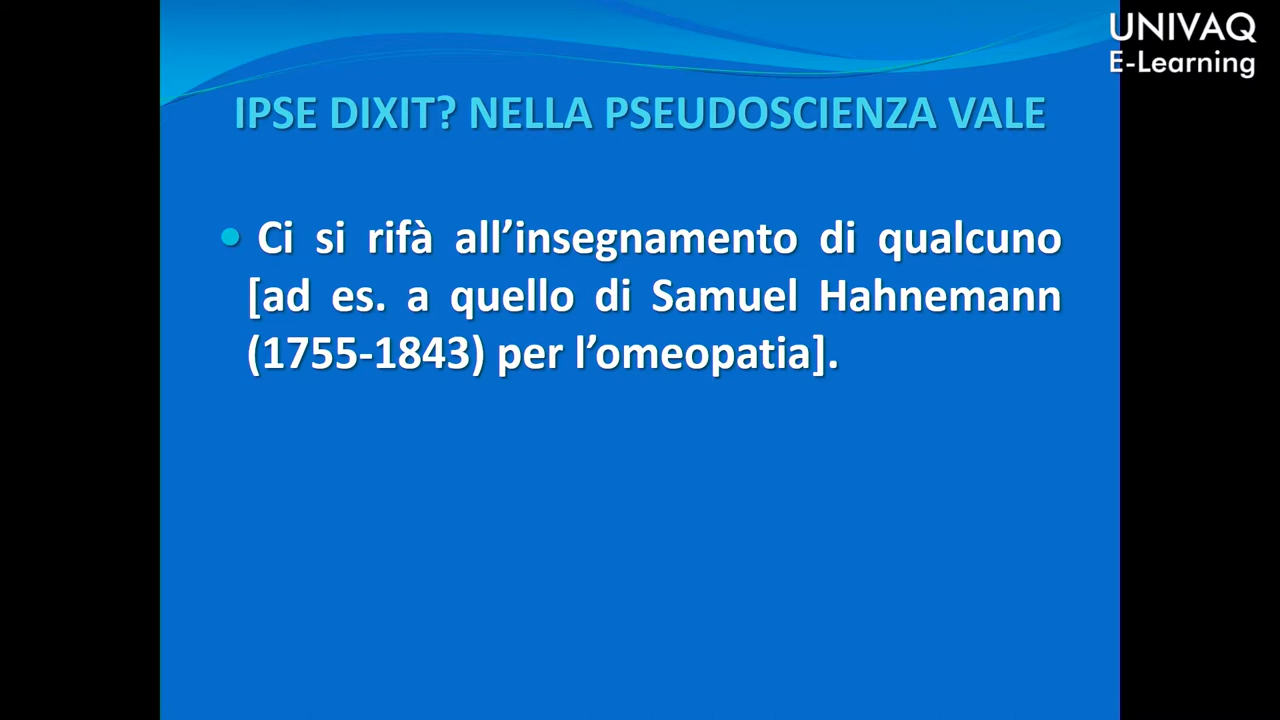 UNIVAQ
E-Learning
IPSE DIXIT? NELLA PSEUDOSCIENZA VALE
• Ci si rifà all’insegnamento di qualcuno
[ad es. a quello di Samuel Hahnemann
(1755-1843) per l’omeopatia].